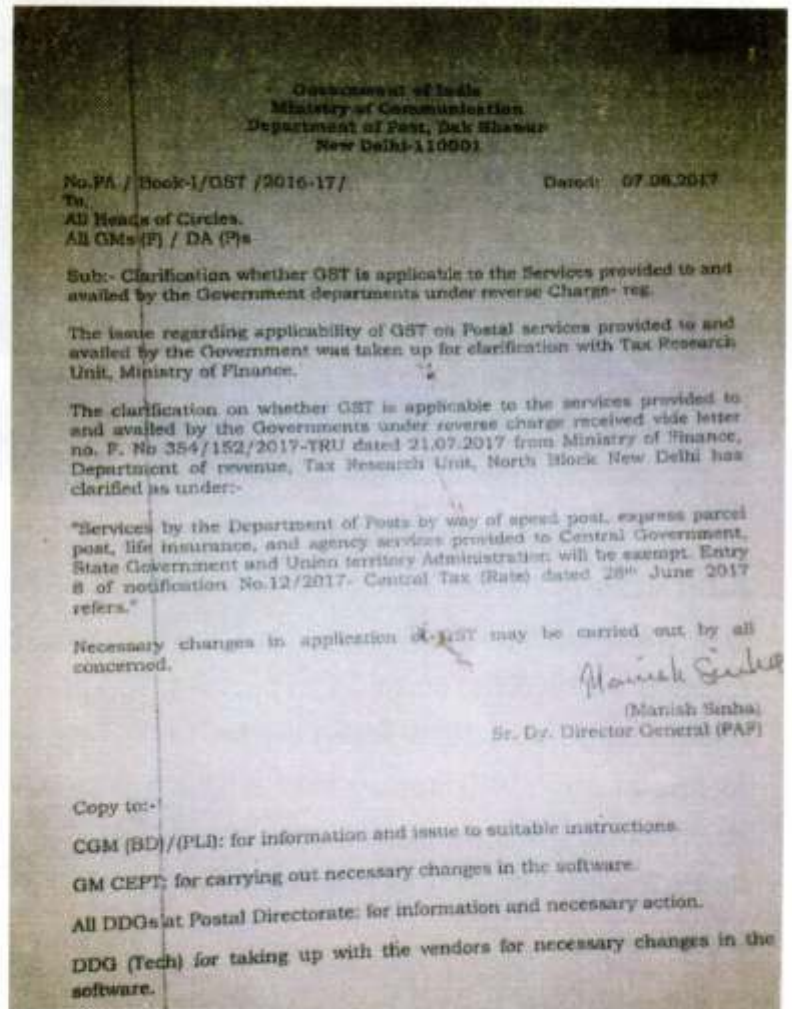 Government of India
Ministry of Communication
Department of Post, Dak Bhawan
New Delhi-110001
No.PA / Book-I/GST /2016-17/ Dated: 07.08.2017
To,
All Heads of Circles.
All GMs (F) / DA (P)s
Sub:- Clarification whether GST is applicable to the Services provided to and
availed by the Government departments under reverse Charge- reg.
The issue regarding applicability of GST on Postal services provided to and
availed by the Government was taken up for clarification with Tax Research
Unit, Ministry of Finance.
The clarification on whether GST is applicable to the services provided to
and availed by the Governments under reverse charge received vide letter
no. F. No 354/152/2017-TRU dated 21.07.2017 from Ministry of Finance,
Department of revenue, Tax Research Unit, North Block New Delhi has
clarified as under:-
"Services by the Department of Posts by way of speed post, express parcel
post, life insurance, and agency services provided to Central Government,
State Government and Union territory Administration will be exempt. Entry
8 of notification No.12/2017- Central Tax (Rate) dated 28th June 2017
refers."
Necessary changes in application of GST may be carried out by all
concerned.
Manish Sinha
(Manish Sinha)
Sr. Dy. Director General (PAF)
Copy to:-
CGM (BD)/(PLI): for information and issue to suitable instructions.
GM CEPT: for carrying out necessary changes in the software.
All DDGs at Postal Directorate: for information and necessary action.
DDG (Tech) for taking up with the vendors for necessary changes in the
software.